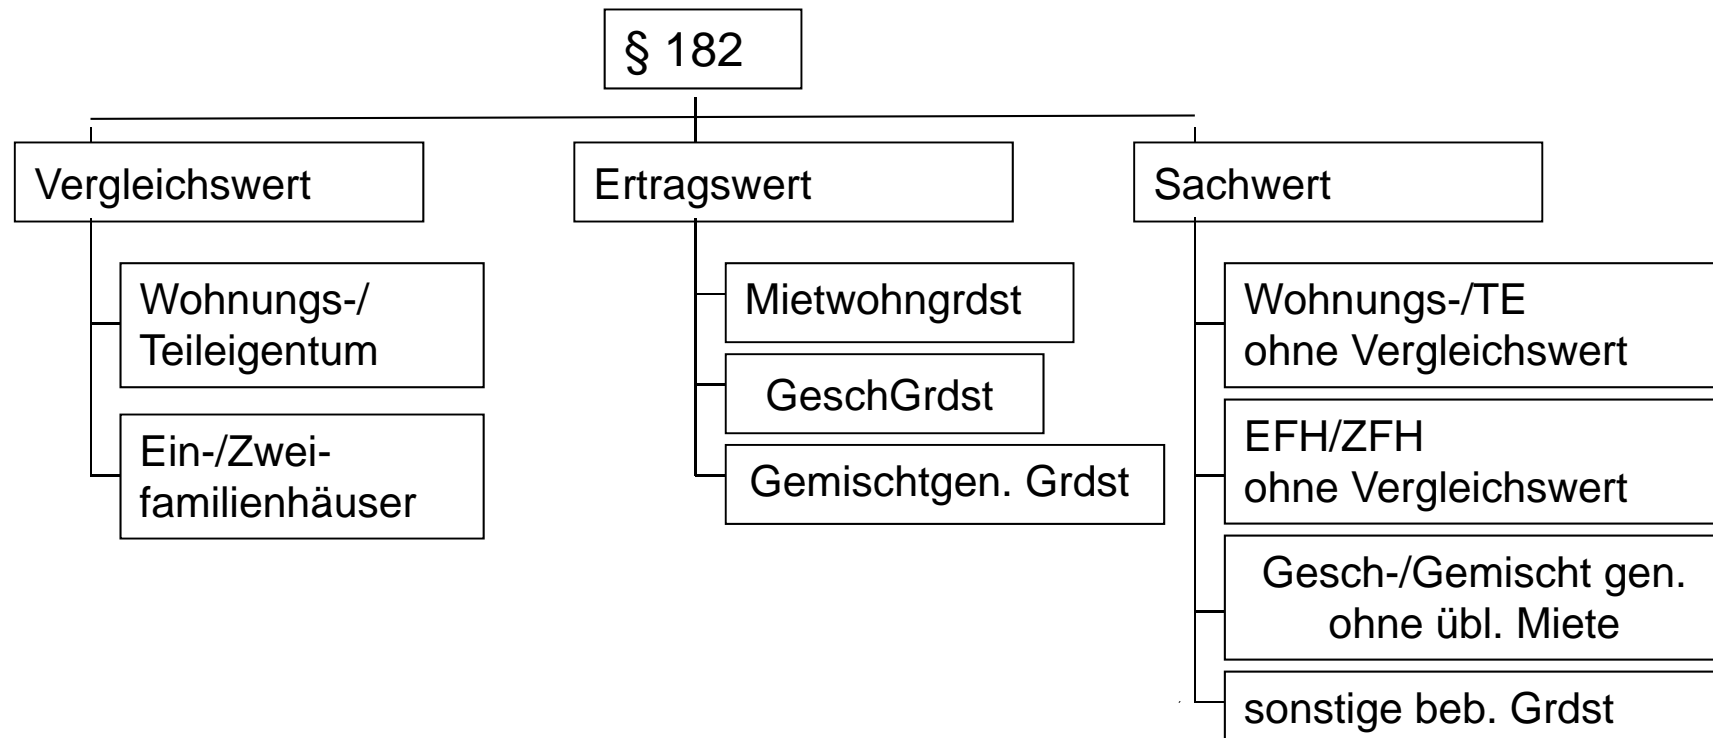 § 182
Vergleichswert
Wohnungs-/
Teileigentum
Ein-/Zwei-
familienhäuser
Ertragswert
Mietwohngrdst
GeschGrdst
Gemischtgen. Grdst
Sachwert
Wohnungs-/TE
ohne Vergleichswert
EFH/ZFH
ohne Vergleichswert
Gesch-/Gemischt gen.
ohne übl. Miete
sonstige beb. Grdst